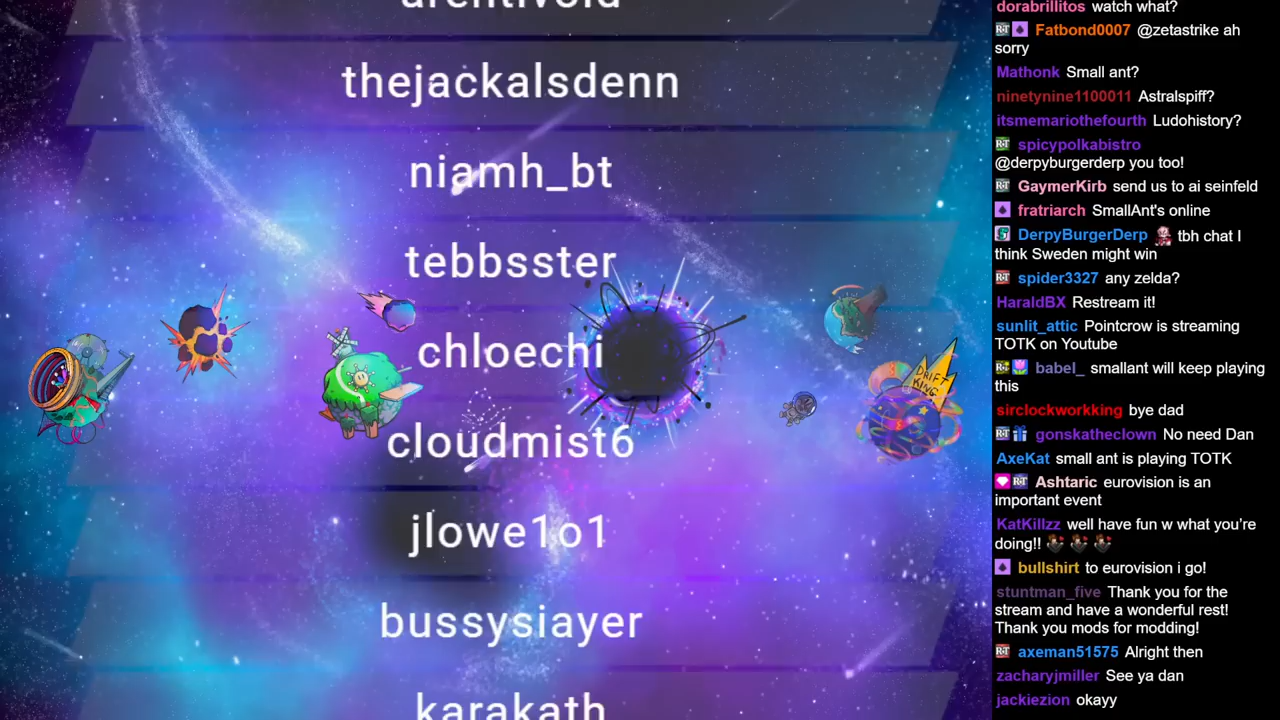 arentivoid
thejackalsdenn
niamh_bt
tebbsster
chloechi
cloudmist6
jlowe1o1
bussysiayer
karakath
DRIFT
KING
dorabrillitos watch what?
Fatbond0007 @zetastrike ah
sorry
Mathonk Small ant?
ninetynine1100011 Astralspiff?
itsmemariothefourth Ludohistory?
spicypolkabistro
@derpyburgerderp you too!
GaymerKirb send us to ai seinfeld
fratriarch SmallAnt's online
DerpyBurgerDerp tbh chat I
think Sweden might win
spider3327 any zelda?
HaraldBX Restream it!
sunlit_attic Pointcrow is streaming
TOTK on Youtube
babel_ smallant will keep playing
this
sirclockworkking bye dad
gonskatheclown No need Dan
AxeKat small ant is playing TOTK
Ashtaric eurovision is an
important event
KatKillzz well have fun w what you’re
doing!!
bullshirt to eurovision i go!
stuntman_five Thank you for the
stream and have a wonderful rest!
Thank you mods for modding!
axeman51575 Alright then
zacharyjmiller See ya dan
jackiezion okayy